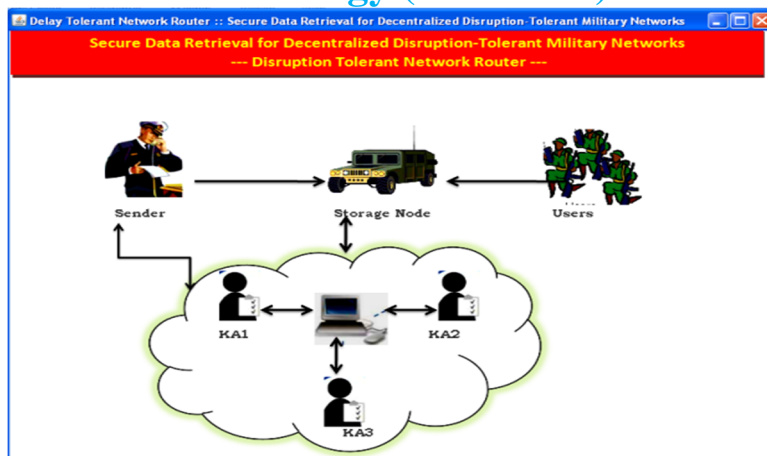 Delay Tolerant Network Router :: Secure Data Retrieval for Decentralized Disruption-Tolerant Military Networks
Secure Data Retrieval for Decentralized Disruption-Tolerant Military Networks
--- Disruption Tolerant Network Router ---
Sender
Storage Node
Users
KA1
KA2
KA3